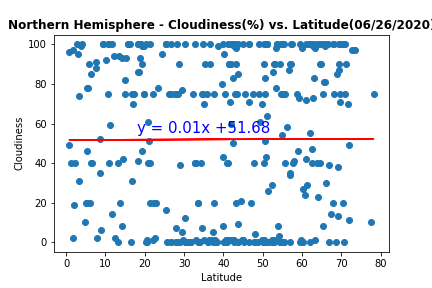 Northern Hemisphere - Cloudiness(%) vs. Latitude(06/26/2020)
100
80
60
40
20
0
Cloudiness
y = 0.01x +51.68
0 10 20 30 40 50 60 70 80
Latitude